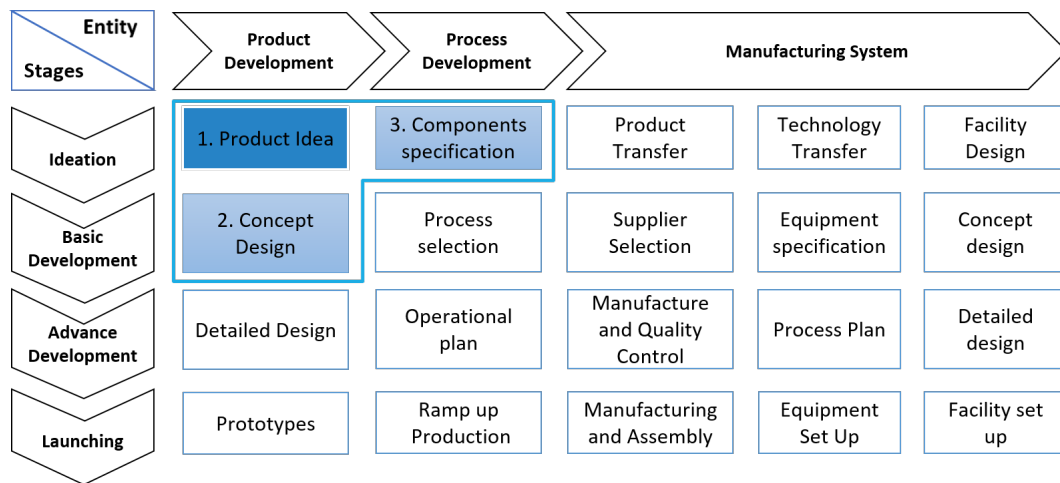 Entity
Stages
Product
Development
Process
Development
Manufacturing System
Ideation
1. Product Idea
3. Components
specification
Product
Transfer
Technology
Transfer
Facility
Design
Basic
Development
2. Concept
Design
Process
selection
Supplier
Selection
Equipment
specification
Concept
design
Advance
Development
Detailed Design
Operational
plan
Manufacture
and Quality
Control
Process Plan
Detailed
design
Launching
Prototypes
Ramp up
Production
Manufacturing
and Assembly
Equipment
Set Up
Facility set
up